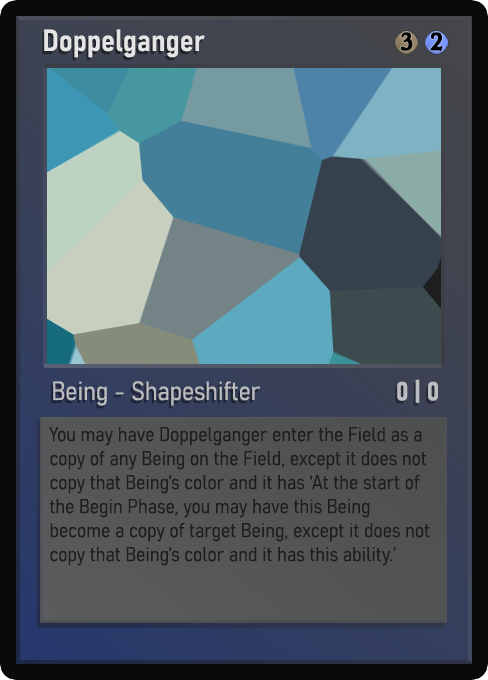 Doppelganger 3 2
Being - Shapeshifter 0|0
You may have Doppelganger enter the Field as a
copy of any Being on the Field, except it does not
copy that Being's color and it has 'At the start of
the Begin Phase, you may have this Being
become a copy of target Being, except it does not
copy that Being's color and it has this ability.'